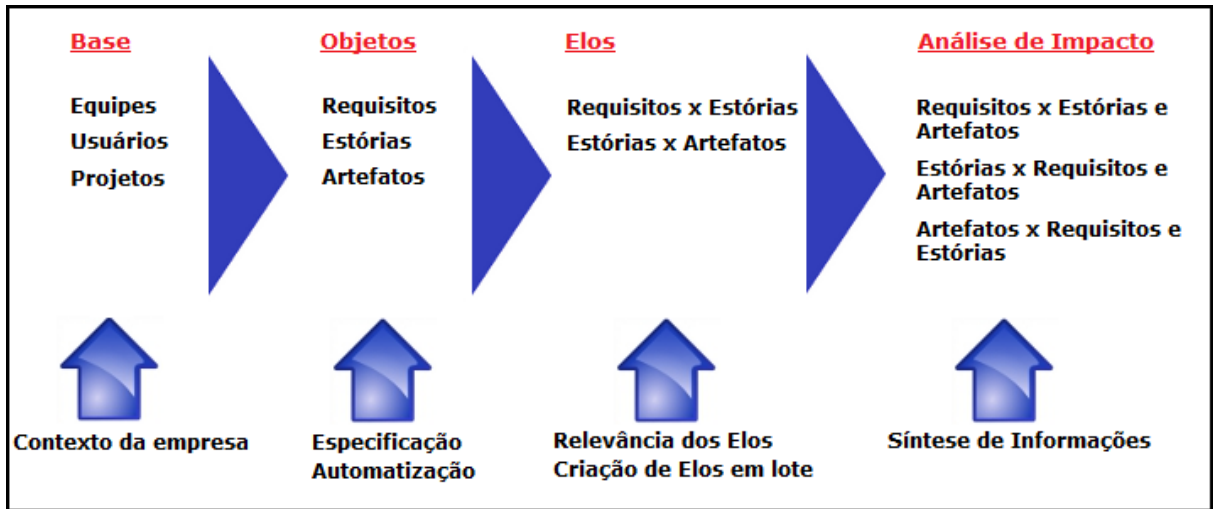 Base
Equipes
Usuários
Projetos
Contexto da empresa
Objetos
Requisitos
Estórias
Artefatos
Especificação
Automatização
Elos
Requisitos x Estórias
Estórias x Artefatos
Relevância dos Elos
Criação de Elos em lote
Análise de Impacto
Requisitos x Estórias e
Artefatos
Estórias x Requisitos e
Artefatos
Artefatos x Requisitos e
Estórias
Síntese de Informações